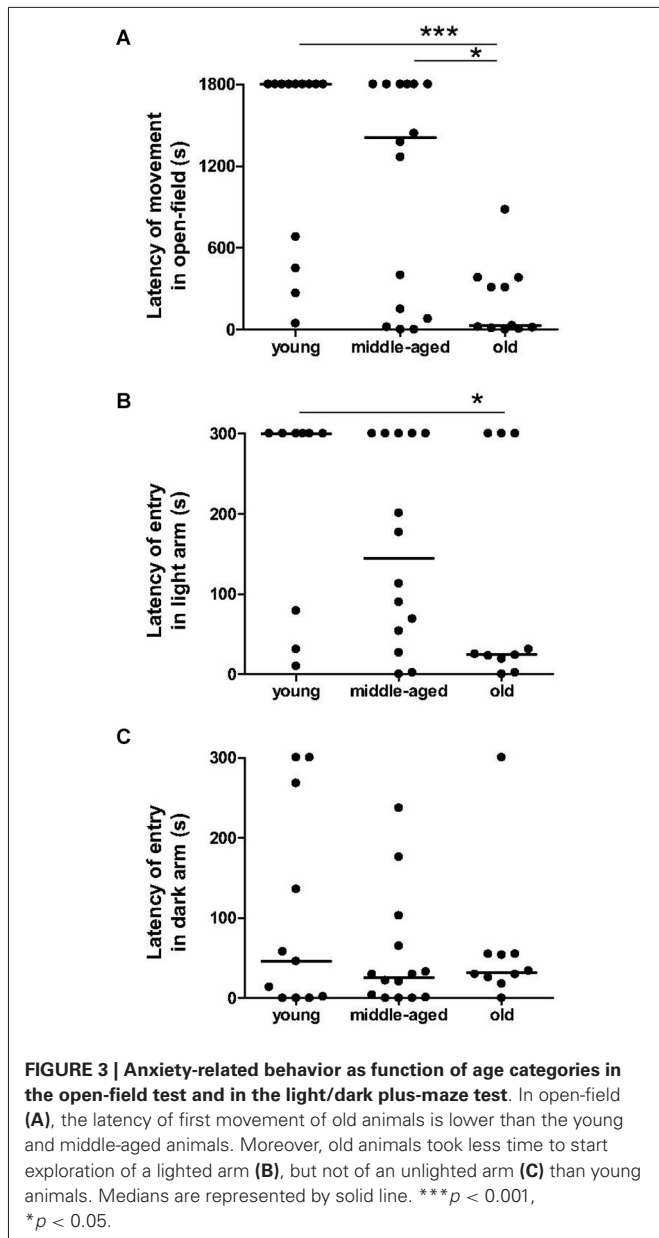 A
***
*
Latency of movement
in open-field (s)
1800
1200
600
0
young middle-aged old
B
*
Latency of entry
in light arm (s)
300
200
100
0
young middle-aged old
C
Latency of entry
in dark arm (s)
300
200
100
0
young middle-aged old
FIGURE 3 | Anxiety-related behavior as function of age categories in
the open-field test and in the light/dark plus-maze test. In open-field
(A), the latency of first movement of old animals is lower than the young
and middle-aged animals. Moreover, old animals took less time to start
exploration of a lighted arm (B), but not of an unlighted arm (C) than young
animals. Medians are represented by solid line. ***p < 0.001,
*p < 0.05.